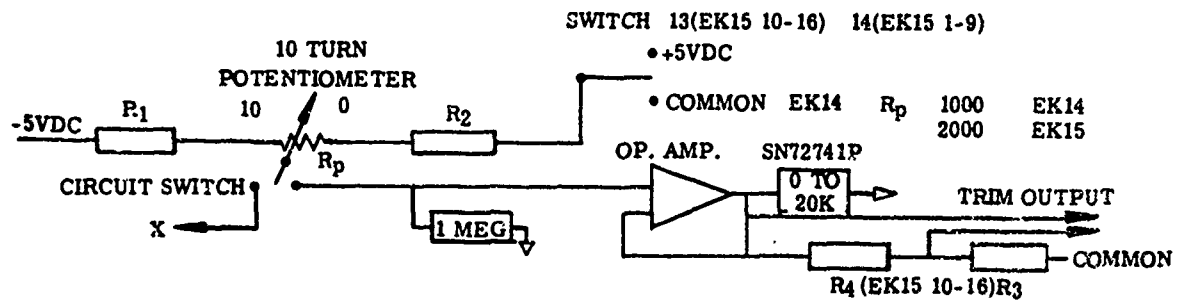 SWITCH 13(EK15 10-16) 14(EK15 1-9)
10 TURN
POTENTIOMETER
+5VDC
10 0
COMMON EK14 Rp 1000 EK14
2000 EK15
-5VDC
R1
R2
Rp
OP. AMP. SN72741P
CIRCUIT SWITCH
0 TO
20K
TRIM OUTPUT
X
1 MEG
COMMON
R4 (EK15 10-16)R3